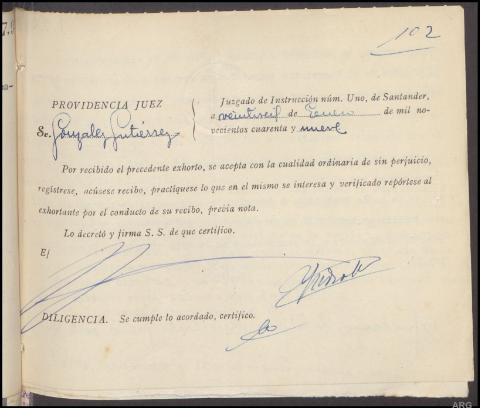 102
PROVIDENCIA JUEZ
Sr. González Gutiérrez
Juzgado de Instrucción núm. Uno, de Santander,
a veintiseis de Enero de mil no-
vecientos cuarenta y nueve
Por recibido el precedente exhorto, se acepta con la cualidad ordinaria de sin perjuicio,
regístrese, acúsese recibo, practíquese lo que en el mismo se interesa y verificado repórtese al
exhortante por el conducto de su recibo, previa nota.
Lo decretó y firma S. S. de que certifico.
E/
DILIGENCIA. Se cumple lo acordado, certifico.
ARG